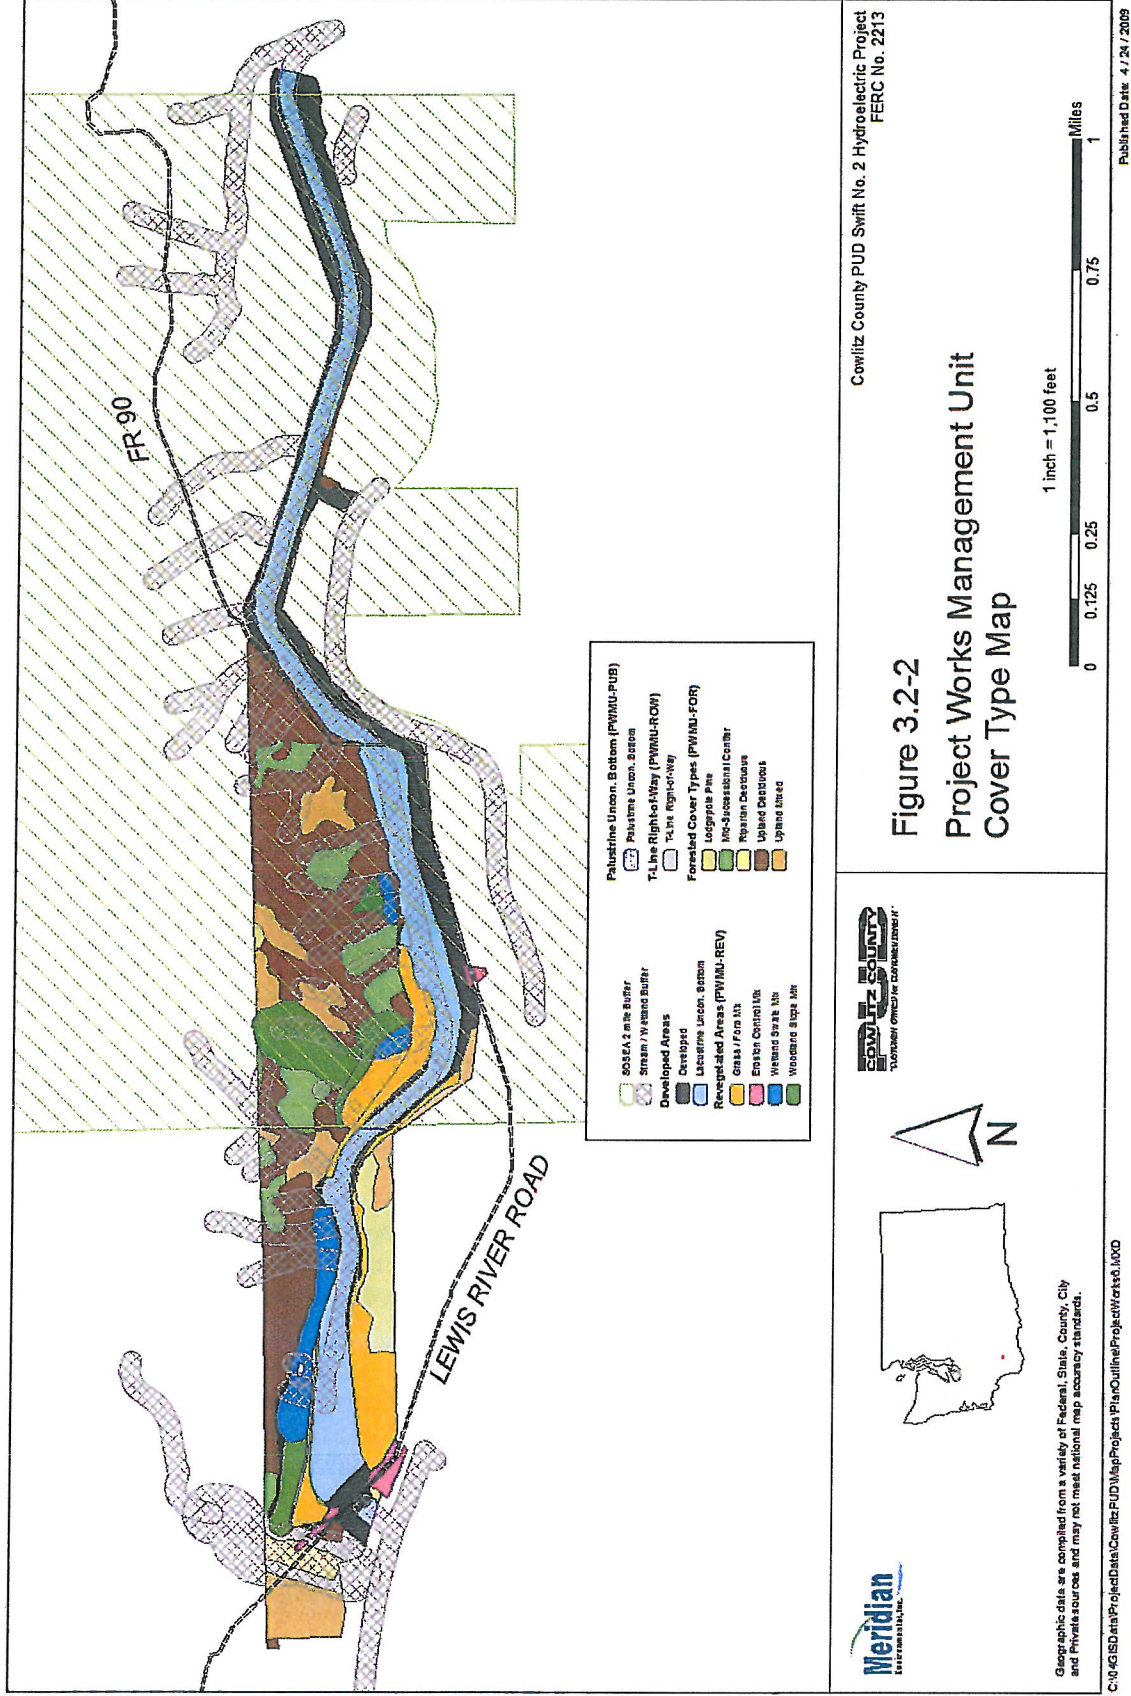 FR 90
LEWIS RIVER ROAD
SOSEA 2 mile Buffer
Stream / Wetland Buffer
Developed Areas
Developed
Lacustrine Uncon. Bottom
Revegetated Areas (PWMU-REV)
Grass / Forb Mix
Erosion Control Mix
Wetland Swale Mix
Woodland Slope Mix
Palustrine Uncon. Bottom (PWMU-PUB)
Palustrine Uncon. Bottom
T-Line Right-of-Way (PWMU-ROW)
T-Line Right-of-Way
Forested Cover Types (PWMU-FOR)
Lodgepole Pine
Mid-Successional Conifer
Riparian Deciduous
Upland Deciduous
Upland Mixed
Meridian
Environmental, Inc.
Geographic data are compiled from a variety of Federal, State, County, City
and Private sources and may not meet national map accuracy standards.
N
COWLITZ COUNTY
PUD
Cowlitz County PUD Swift No. 2 Hydroelectric Project
FERC No. 2213
Figure 3.2-2
Project Works Management Unit
Cover Type Map
1 inch = 1,100 feet
0 0.125 0.25 0.5 0.75 1
Miles
C:\04GISData\ProjectData\CowlitzPUD\MapProjects\PlanOutline\ProjectWorks6.MXD
Published Date: 4 / 24 / 2009